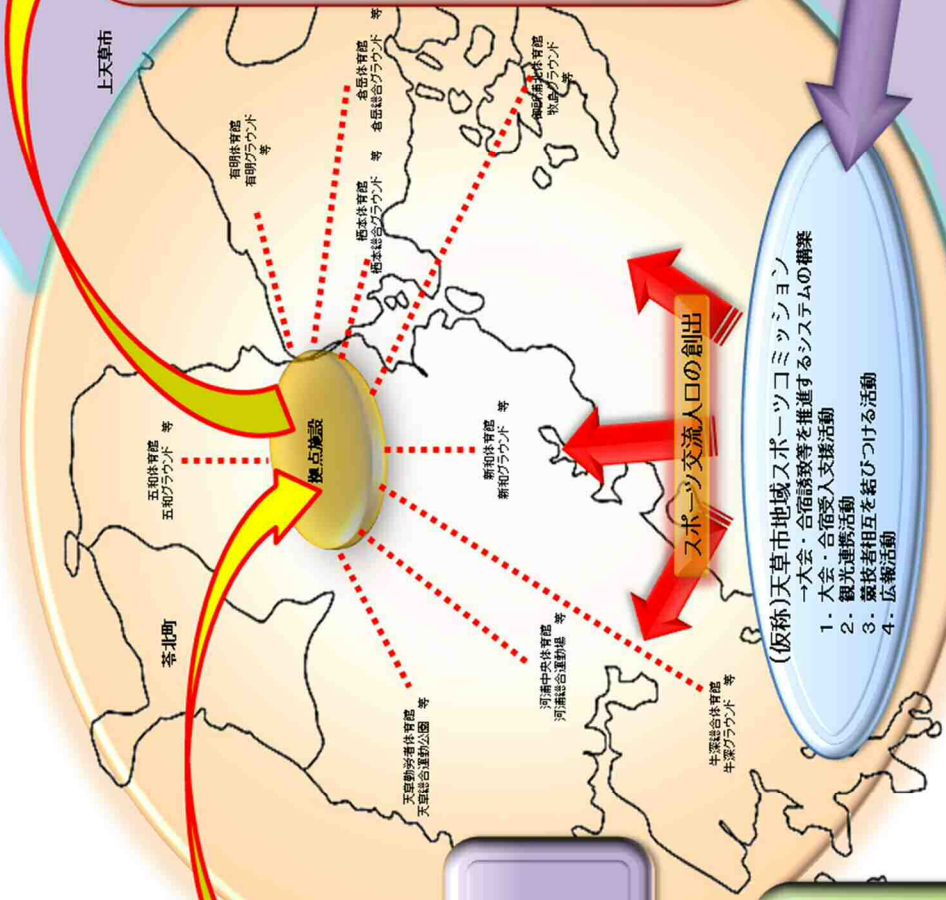 上天草市
苓北町
拠点施設
有明体育館
有明グラウンド
等
倉岳体育館
倉岳総合グラウンド 等
栖本体育館
栖本総合グラウンド 等
御所浦北体育館
牧島グラウンド
等
五和体育館
五和グラウンド 等
新和体育館
新和グラウンド 等
天草勤労者体育館
天草総合運動公園 等
河浦中央体育館
河浦総合運動場 等
牛深総合体育館
牛深グラウンド 等
スポーツ交流人口の創出
(仮称)天草市地域スポーツコミッション
→大会・合宿誘致等を推進するシステムの構築
1. 大会・合宿受入支援活動
2. 観光連携活動
3. 競技者相互を結びつける活動
4. 広報活動